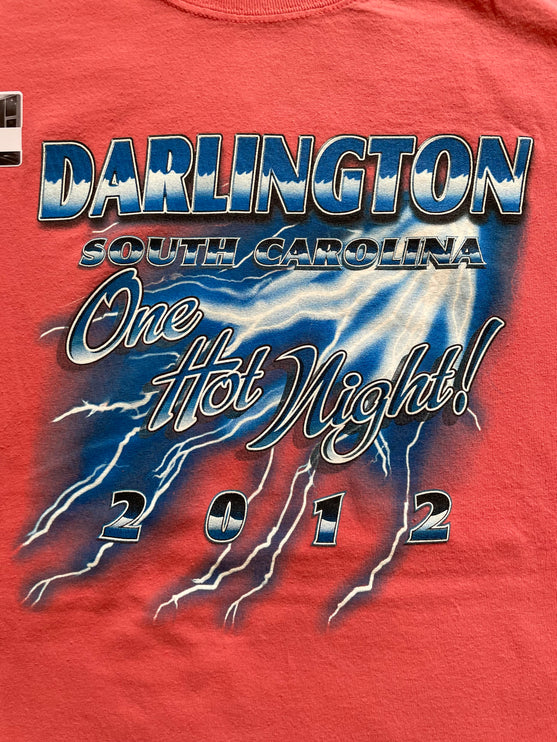 DARLINGTON
SOUTH CAROLINA
One
Hot Night!
2012